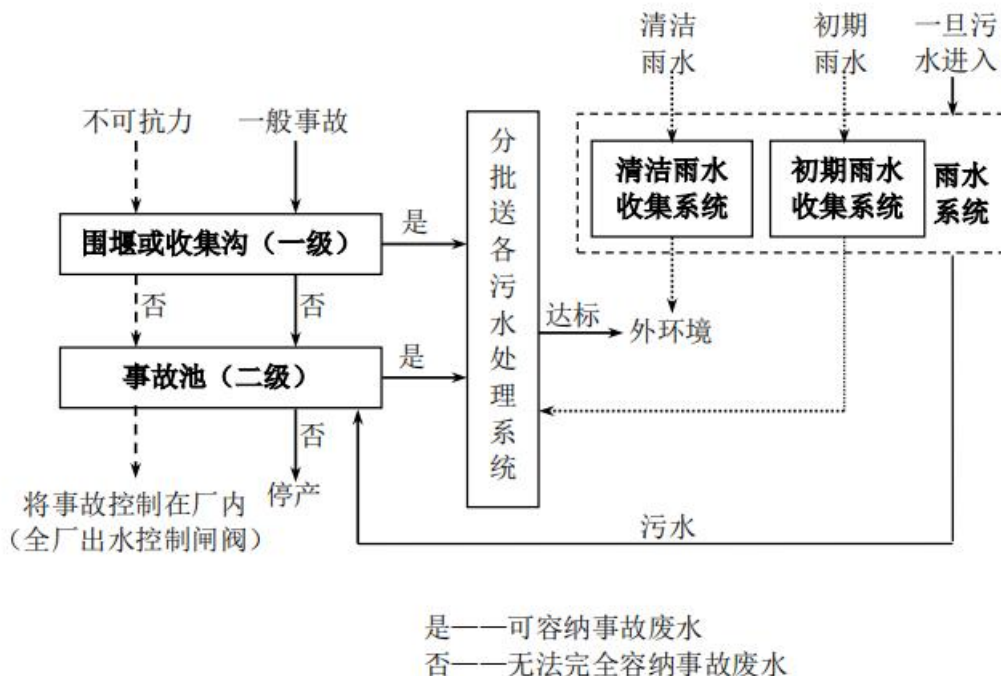 清洁
雨水
初期
雨水
一旦污
水进入
不可抗力
一般事故
分批送各污水处理系统
清洁雨水
收集系统
初期雨水
收集系统
雨水
系统
围堰或收集沟（一级）
是
否
否
达标
外环境
事故池（二级）
是
否
将事故控制在厂内
（全厂出水控制闸阀）
停产
污水
是——可容纳事故废水
否——无法完全容纳事故废水